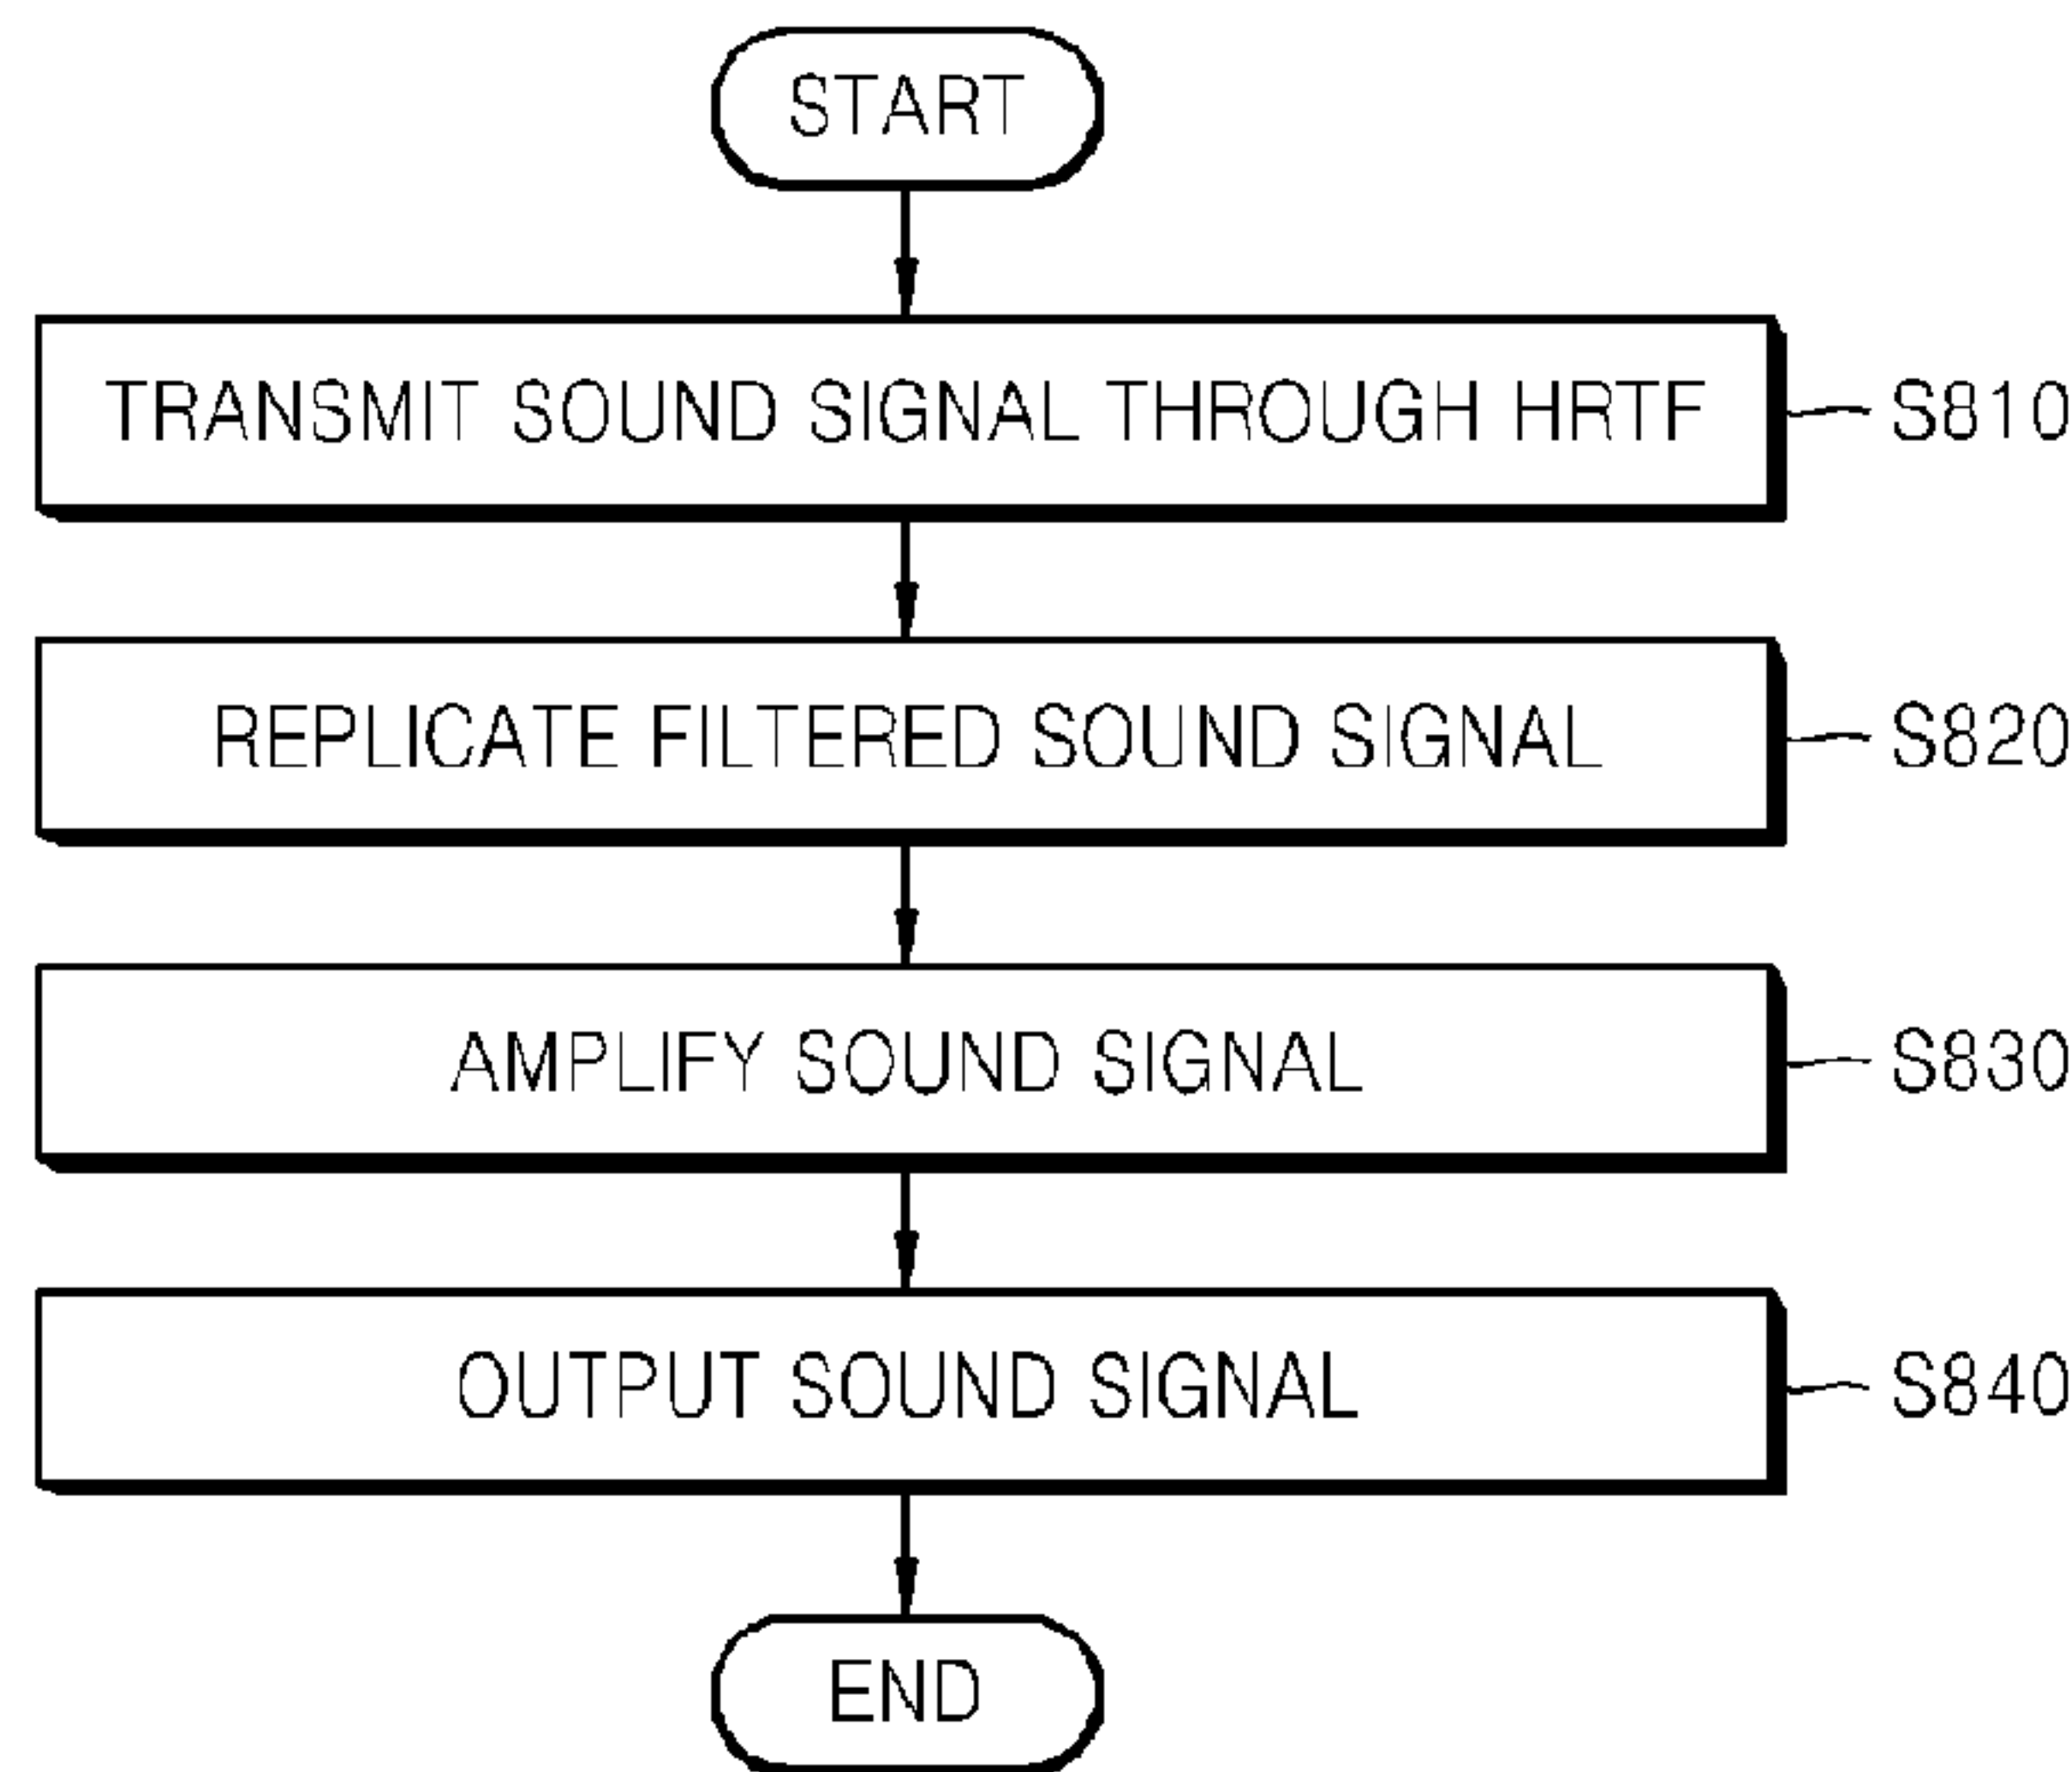 START
TRANSMIT SOUND SIGNAL THROUGH HRTF
S810
REPLICATE FILTERED SOUND SIGNAL
S820
AMPLIFY SOUND SIGNAL
S830
OUTPUT SOUND SIGNAL
S840
END